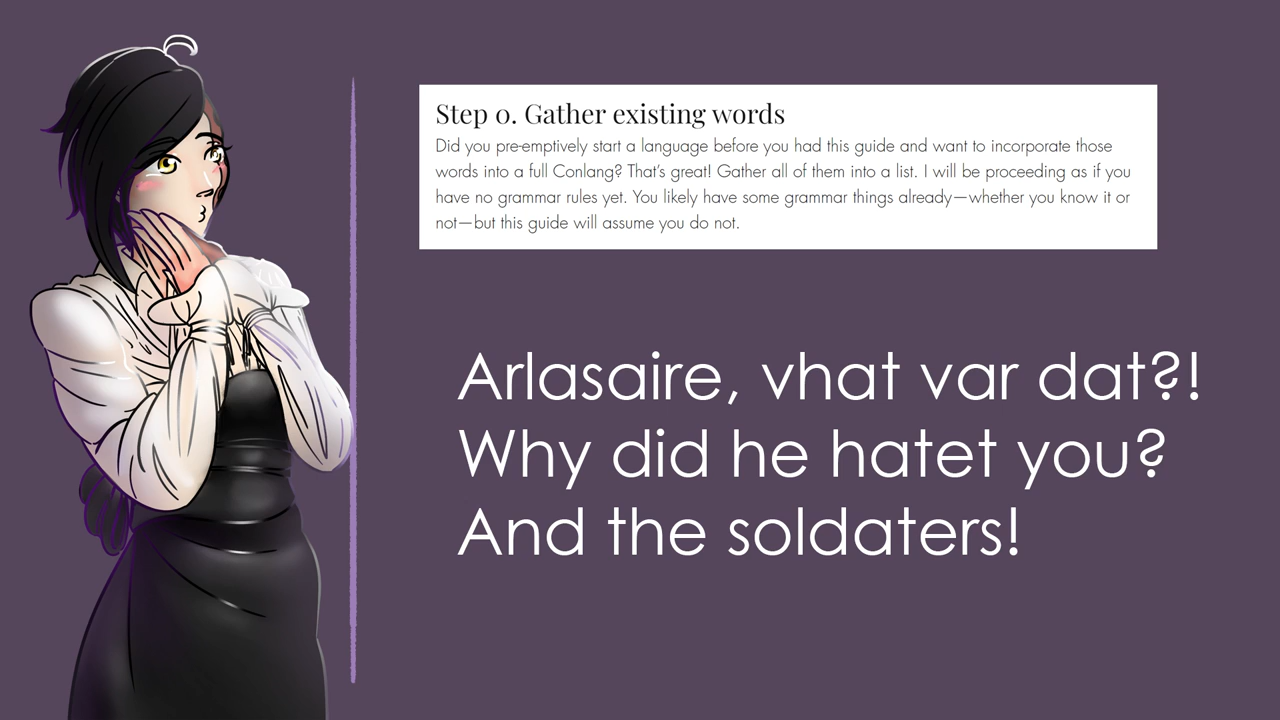 Step 0. Gather existing words
Did you pre-emptively start a language before you had this guide and want to incorporate those
words into a full Conlang? That's great! Gather all of them into a list. I will be proceeding as if you
have no grammar rules yet. You likely have some grammar things already—whether you know it or
not—but this guide will assume you do not.
Arlasaire, vhat var dat?!
Why did he hatet you?
And the soldaters!